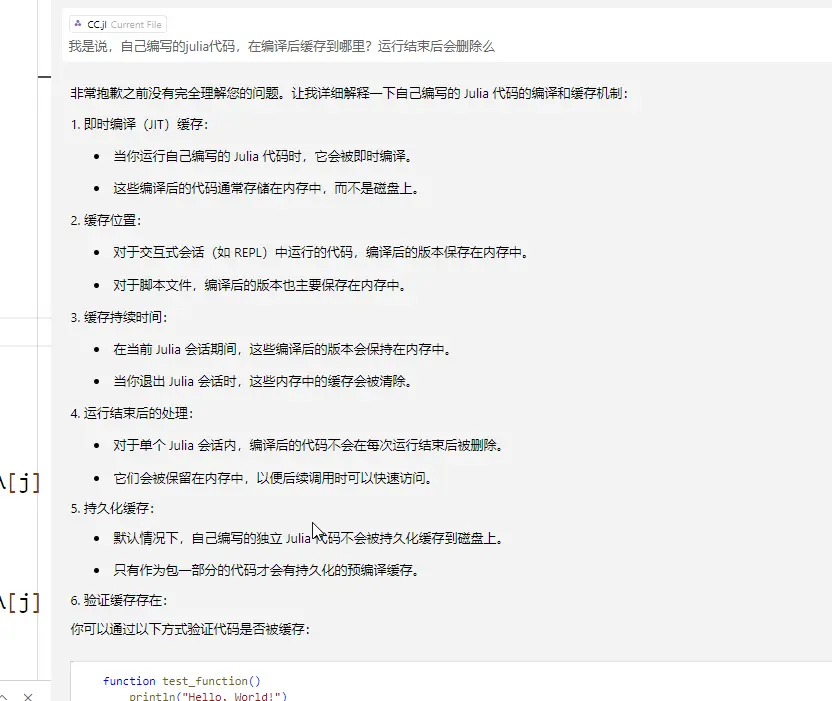 CC.jl Current File
我是说，自己编写的julia代码，在编译后缓存到哪里？运行结束后会删除么
非常抱歉之前没有完全理解您的问题。让我详细解释一下自己编写的 Julia 代码的编译和缓存机制：
1. 即时编译（JIT）缓存：
• 当你运行自己编写的 Julia 代码时，它会被即时编译。
• 这些编译后的代码通常存储在内存中，而不是磁盘上。
2. 缓存位置：
• 对于交互式会话（如 REPL）中运行的代码，编译后的版本保存在内存中。
• 对于脚本文件，编译后的版本也主要保存在内存中。
3. 缓存持续时间：
• 在当前 Julia 会话期间，这些编译后的版本会保持在内存中。
• 当你退出 Julia 会话时，这些内存中的缓存会被清除。
4. 运行结束后的处理：
• 对于单个 Julia 会话内，编译后的代码不会在每次运行结束后被删除。
• 它们会被保留在内存中，以便后续调用时可以快速访问。
[j]
5. 持久化缓存：
• 默认情况下，自己编写的独立 Julia 代码不会被持久化缓存到磁盘上。
• 只有作为包一部分的代码才会有持久化的预编译缓存。
[j]
6. 验证缓存存在：
你可以通过以下方式验证代码是否被缓存：
function test_function()
println("Hello, World!")